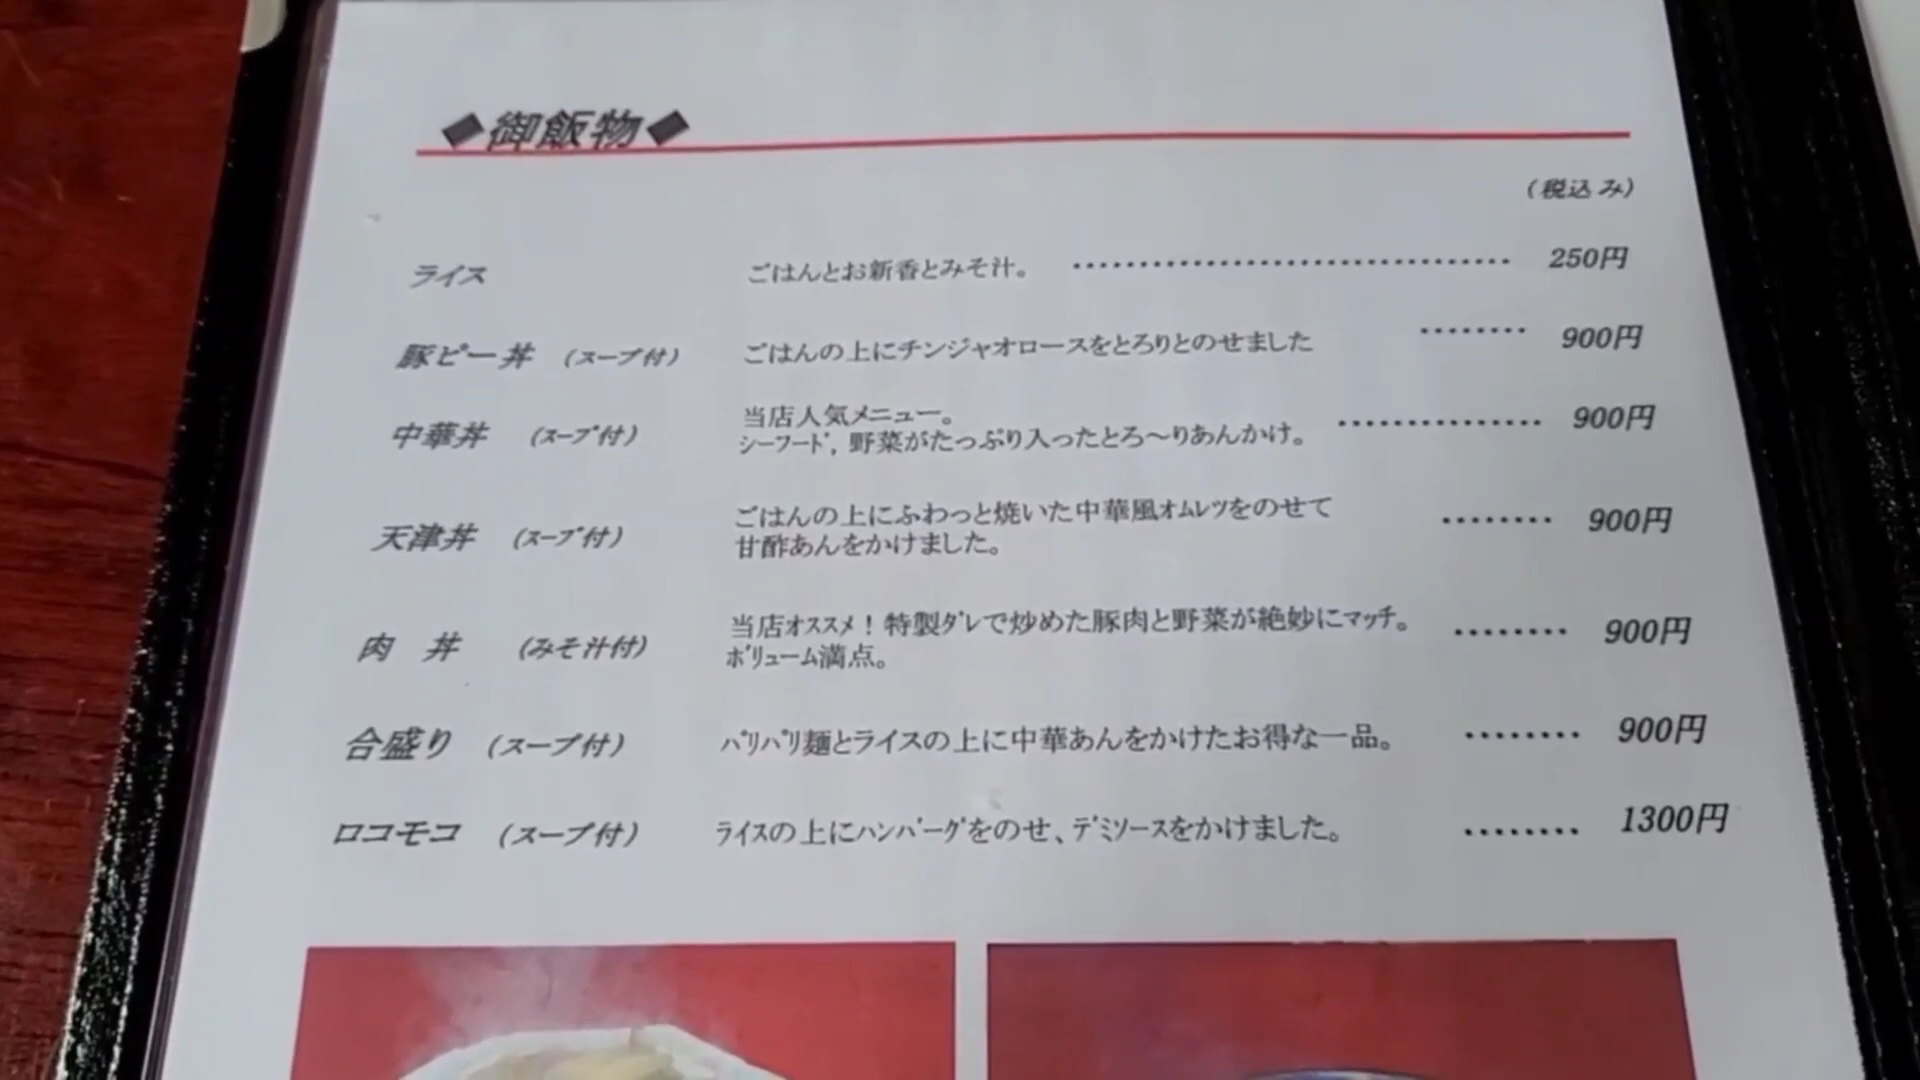 ◆御飯物◆
(税込み)
ライス ごはんとお新香とみそ汁。 ································· 250円
豚ピー丼 (スープ付) ごはんの上にチンジャオロースをとろりとのせました ········ 900円
中華丼 (ｽｰﾌﾟ付) 当店人気メニュー。
ｼｰﾌｰﾄﾞ, 野菜がたっぷり入ったとろ～りあんかけ。 ··············· 900円
天津丼 (ｽｰﾌﾟ付) ごはんの上にふわっと焼いた中華風ｵﾑﾚﾂをのせて
甘酢あんをかけました。 ········ 900円
肉 丼 (みそ汁付) 当店ｵｽｽﾒ！特製ﾀﾞﾚで炒めた豚肉と野菜が絶妙にﾏｯﾁ。
ﾎﾞﾘｭｰﾑ満点。 ········ 900円
合盛り (スープ付) ﾊﾟﾘﾊﾟﾘ麺とライスの上に中華あんをかけたお得な一品。 ········ 900円
ロコモコ (スープ付) ﾗｲｽの上にﾊﾝﾊﾞｰｸﾞをのせ、ﾃﾞﾐｿｰｽをかけました。 ········ 1300円